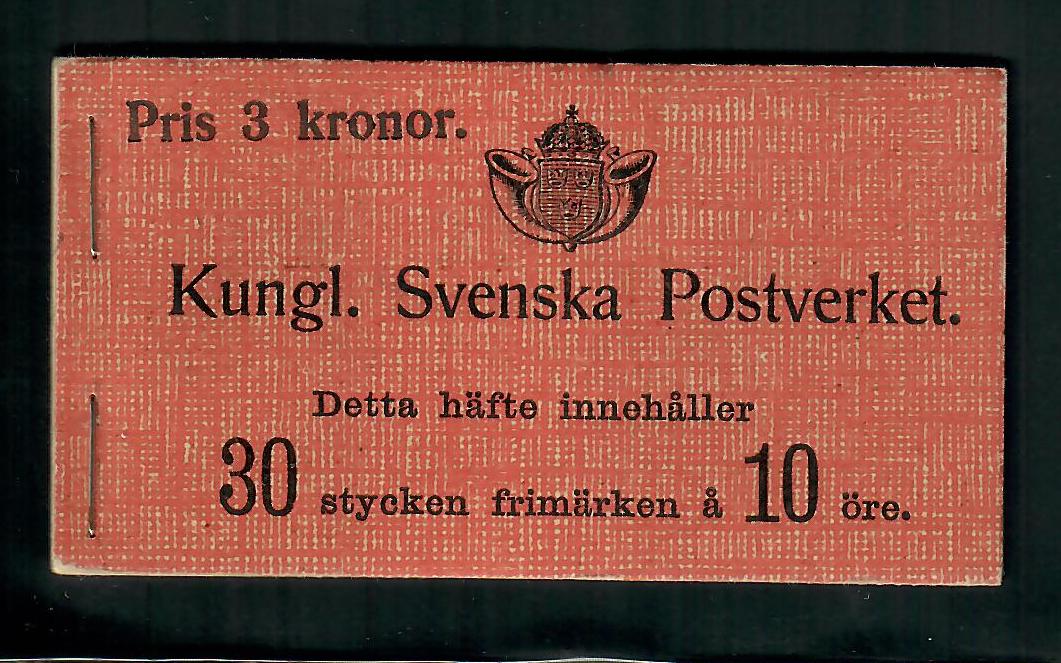 Pris 3 kronor.
Kungl. Svenska Postverket.
Detta häfte innehåller
30 stycken frimärken å 10 öre.